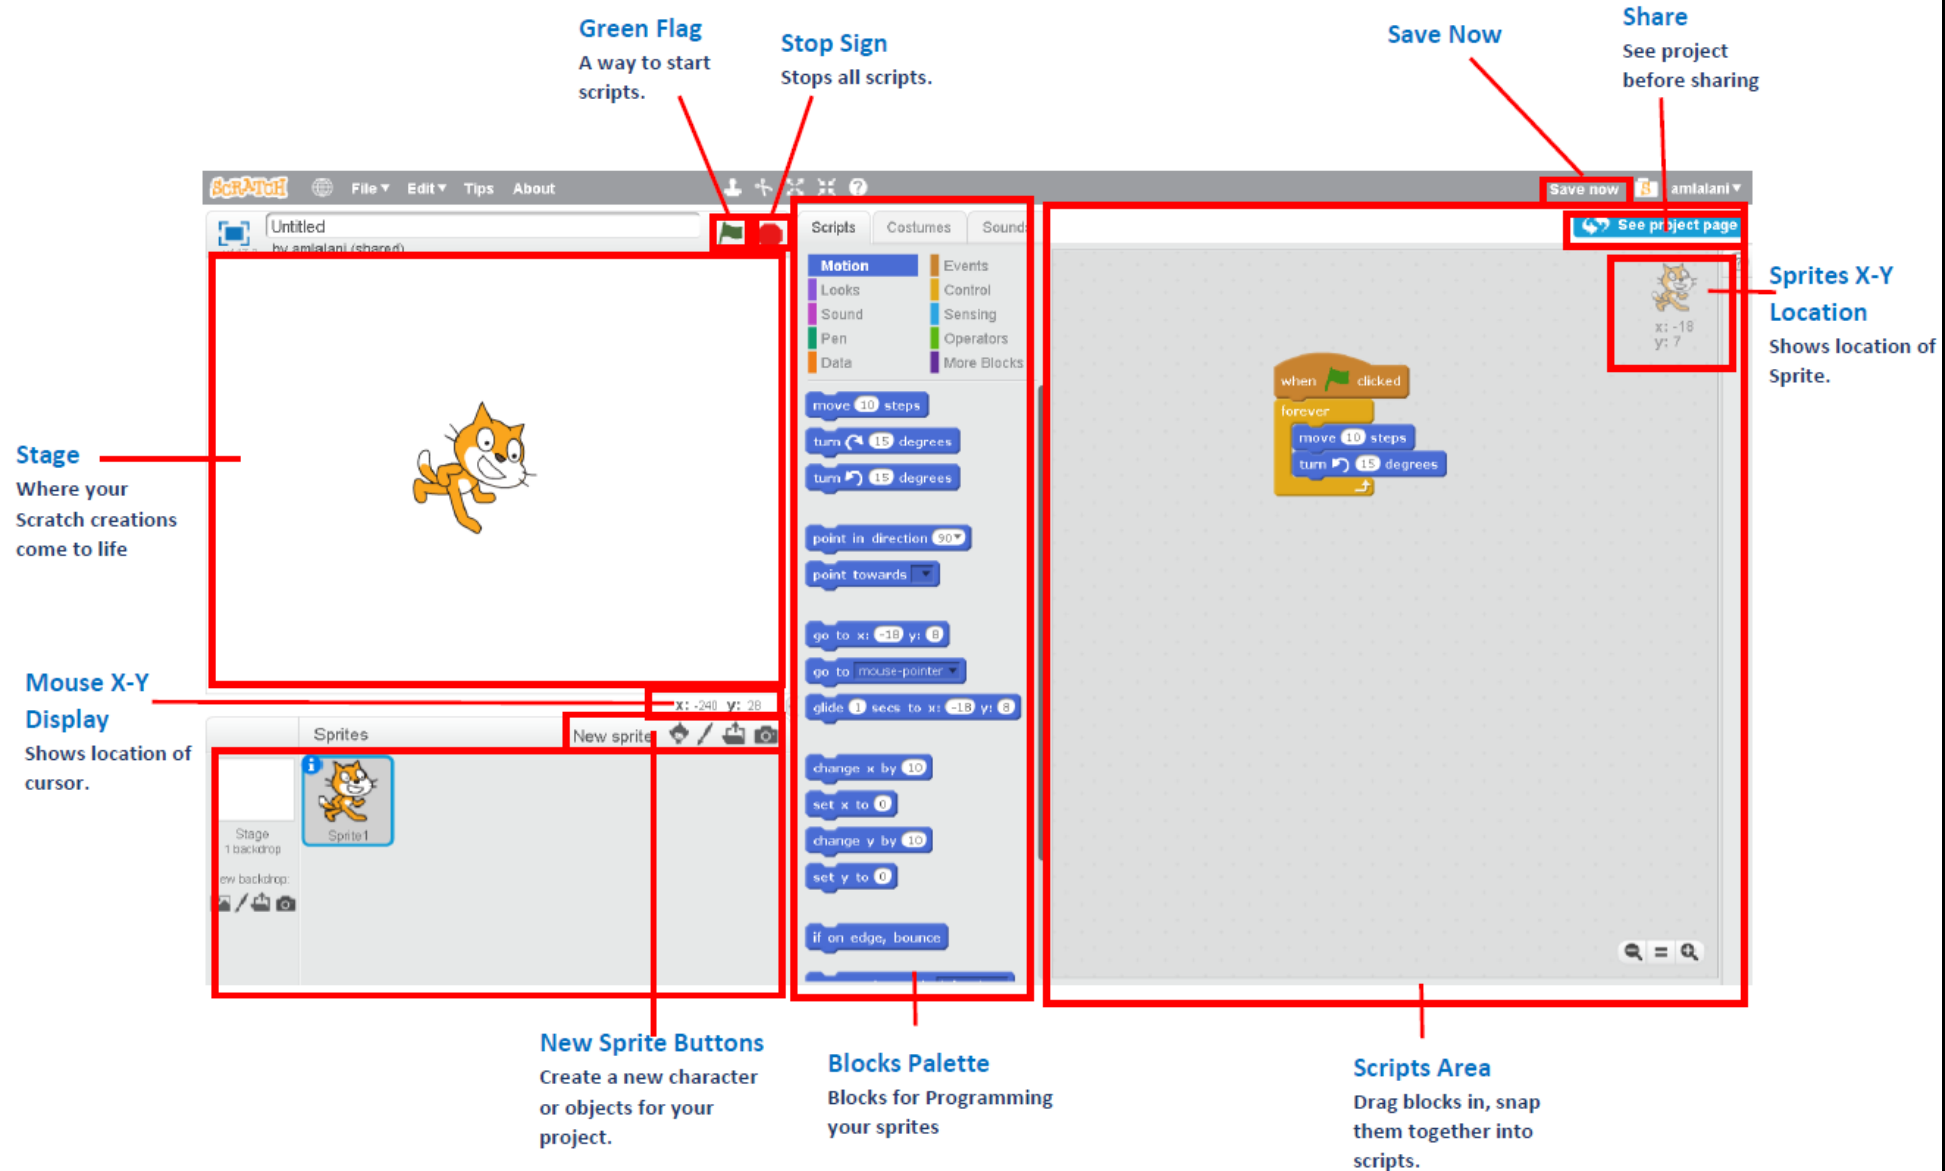 Green Flag
A way to start
scripts.
Stop Sign
Stops all scripts.
Save Now
Share
See project
before sharing
SCRATCH File Edit Tips About
Save now amlalani
Untitled
by amlalani (shared)
Scripts Costumes Sounds
See project page
Motion Events
Looks Control
Sound Sensing
Pen Operators
Data More Blocks
x: -18
y: 7
Sprites X-Y
Location
Shows location of
Sprite.
when clicked
forever
move 10 steps
turn 15 degrees
move 10 steps
turn 15 degrees
turn 15 degrees
point in direction 90
point towards
go to x: -18 y: 8
go to mouse-pointer
glide 1 secs to x: -18 y: 8
change x by 10
set x to 0
change y by 10
set y to 0
if on edge, bounce
Stage
Where your
Scratch creations
come to life
Mouse X-Y
Display
Shows location of
cursor.
x: -240 y: 28
Sprites New sprite
Stage
1 backdrop
ew backdrop:
Sprite1
New Sprite Buttons
Create a new character
or objects for your
project.
Blocks Palette
Blocks for Programming
your sprites
Scripts Area
Drag blocks in, snap
them together into
scripts.